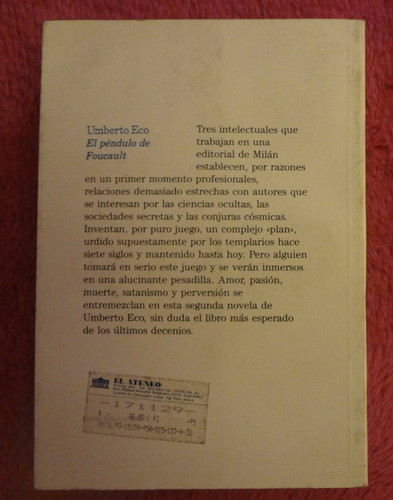 Umberto Eco
El péndulo de
Foucault
Tres intelectuales que
trabajan en una
editorial de Milán
establecen, por razones
en un primer momento profesionales,
relaciones demasiado estrechas con autores que
se interesan por las ciencias ocultas, las
sociedades secretas y las conjuras cósmicas.
Inventan, por puro juego, un complejo «plan»,
urdido supuestamente por los templarios hace
siete siglos y mantenido hasta hoy. Pero alguien
tomará en serio este juego y se verán inmersos
en una alucinante pesadilla. Amor, pasión,
muerte, satanismo y perversión se
entremezclan en esta segunda novela de
Umberto Eco, sin duda el libro más esperado
de los últimos decenios.
EL ATENEO
-171129-